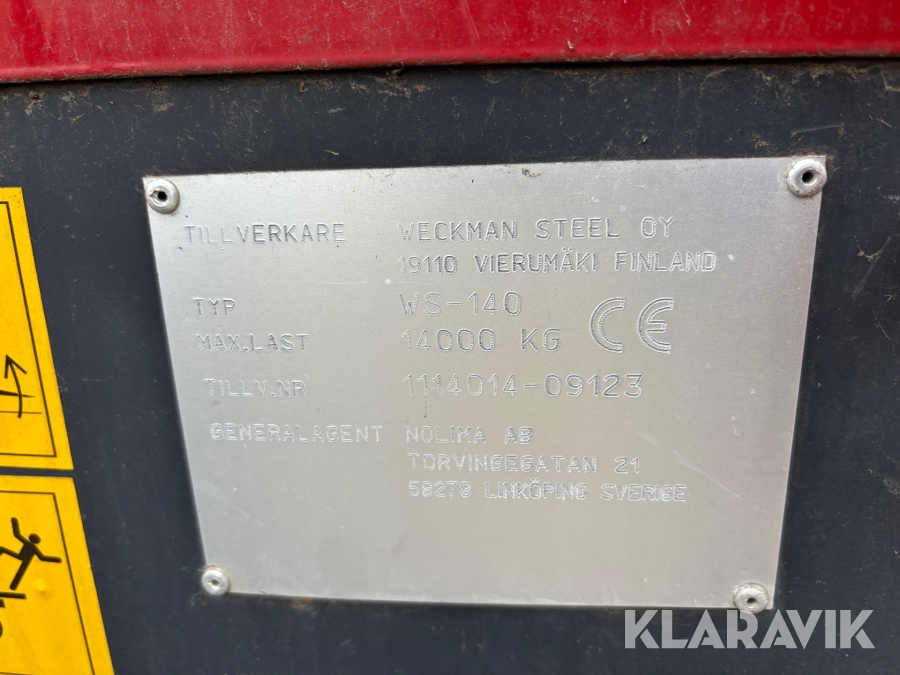 TILLVERKARE WECKMAN STEEL OY
19110 VIERUMÄKI FINLAND
TYP WS-140
MAX.LAST 14000 KG CE
TILLV.NR 1114014-09123
GENERALAGENT NOLIMA AB
TORVINGEGATAN 21
58278 LINKÖPING SVERIGE
KLARAVIK